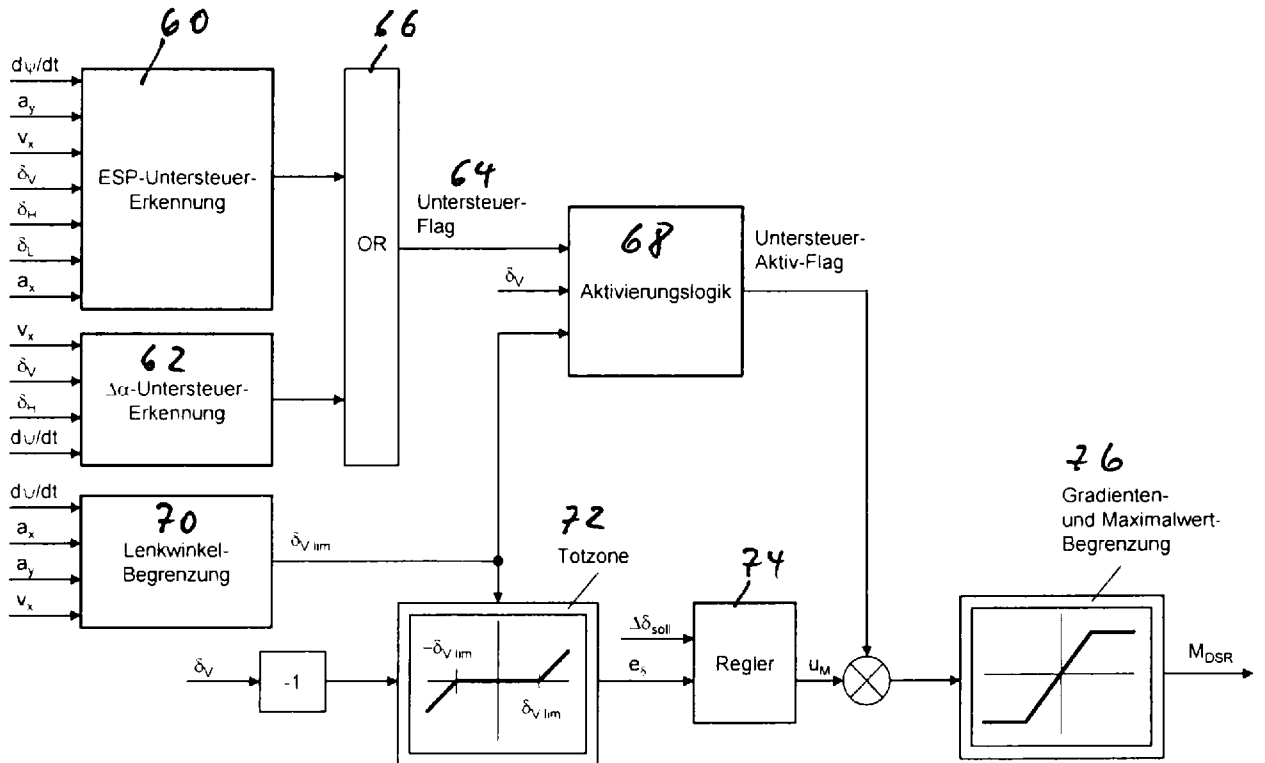 60
dψ/dt
a_y
v_x
δ_V
δ_H
δ_L
a_x
ESP-Untersteuer-
Erkennung
v_x
δ_V
δ_H
dψ/dt
62
Δα-Untersteuer-
Erkennung
66
OR
64
Untersteuer-
Flag
δ_V
68
Aktivierungslogik
Untersteuer-
Aktiv-Flag
dψ/dt
a_x
a_y
v_x
70
Lenkwinkel-
Begrenzung
δ_V lim
72
Totzone
δ_V
-1
-δ_V lim
δ_V lim
Δδ_soll
e_δ
74
Regler
u_M
76
Gradienten-
und Maximalwert-
Begrenzung
M_DSR